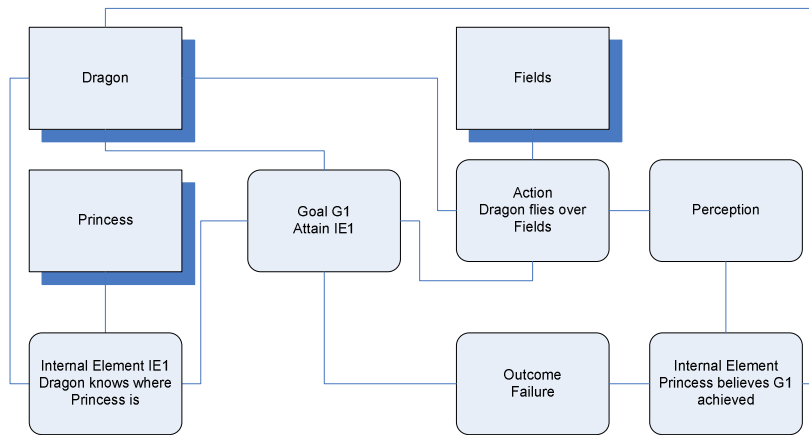 Dragon
Fields
Princess
Goal G1
Attain IE1
Action
Dragon flies over
Fields
Perception
Internal Element IE1
Dragon knows where
Princess is
Outcome
Failure
Internal Element
Princess believes G1
achieved